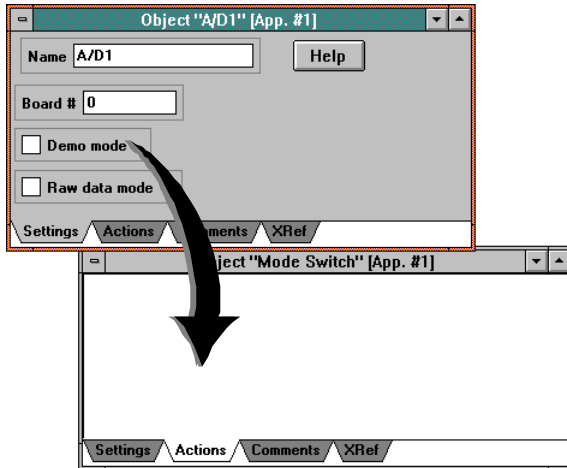 Object "A/D1" [App. #1]
Name A/D1
Help
Board # 0
Demo mode
Raw data mode
Settings Actions XRef
"Mode Switch" [App. #1]
Settings Actions Comments XRef